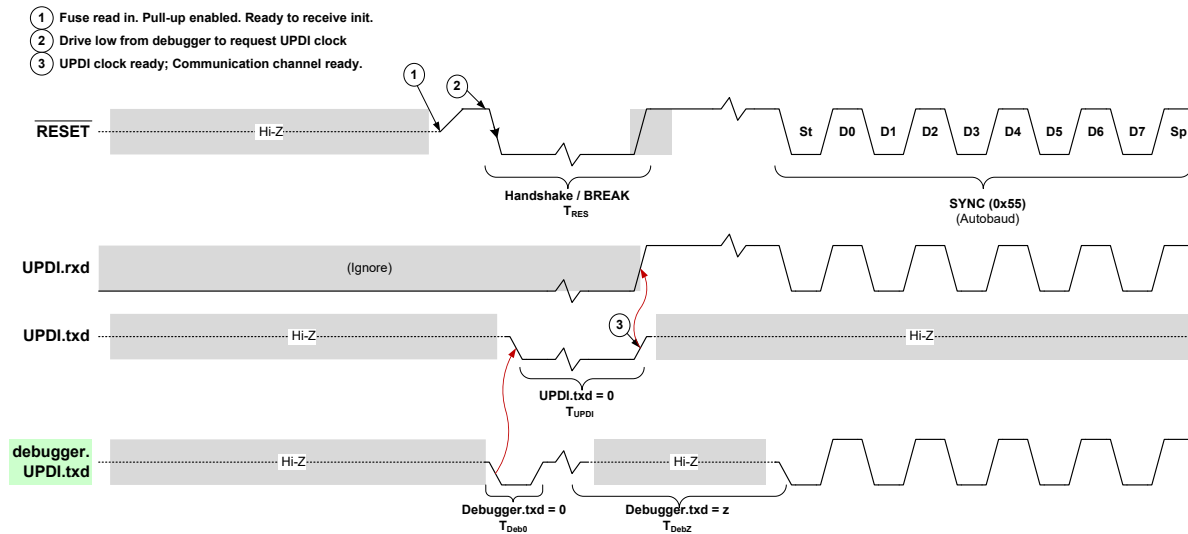 1 Fuse read in. Pull-up enabled. Ready to receive init.
2 Drive low from debugger to request UPDI clock
3 UPDI clock ready; Communication channel ready.
1
2
RESET
Hi-Z
St D0 D1 D2 D3 D4 D5 D6 D7 Sp
Handshake / BREAK
TRES
SYNC (0x55)
(Autobaud)
UPDI.rxd
(Ignore)
UPDI.txd
Hi-Z
3
Hi-Z
UPDI.txd = 0
TUPDI
debugger.
UPDI.txd
Hi-Z
Hi-Z
Debugger.txd = 0
TDeb0
Debugger.txd = z
TDebZ